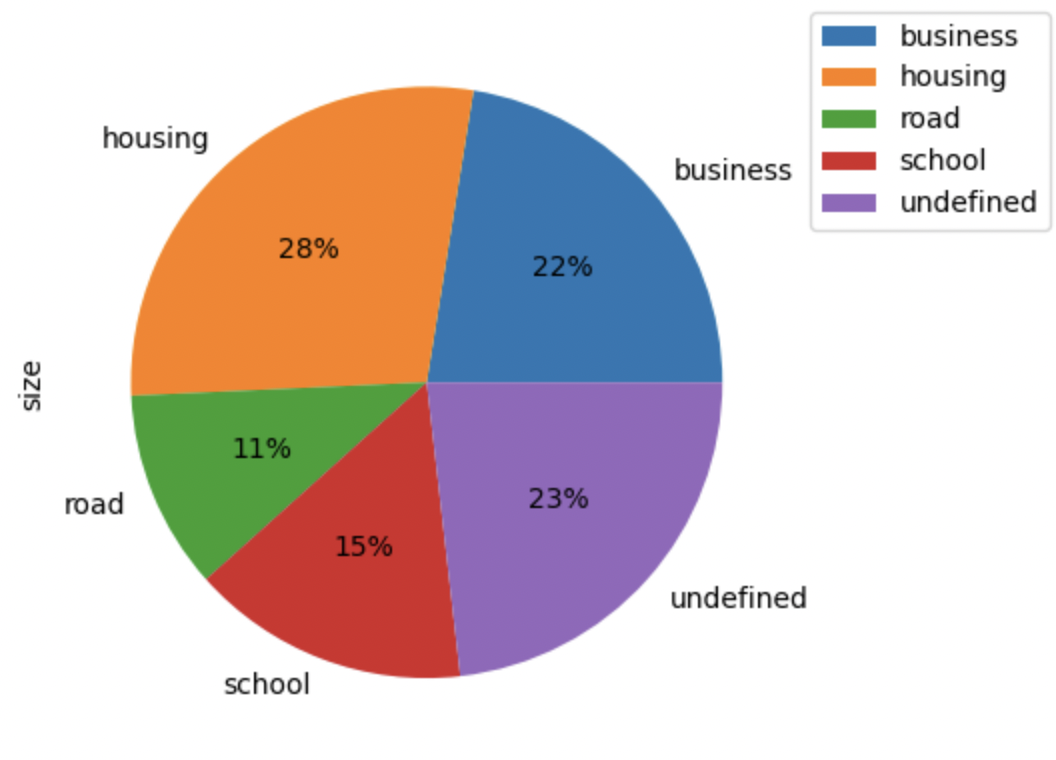 business
housing
road
school
undefined
housing
business
28%
22%
size
11%
road
23%
15%
undefined
school